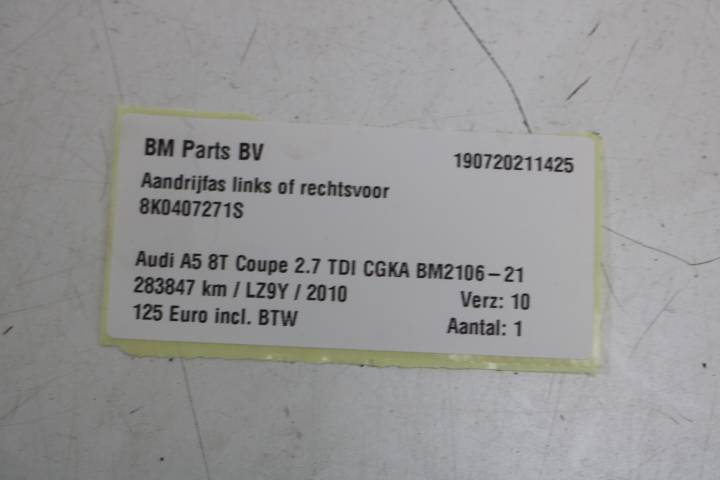 BM Parts BV 190720211425
Aandrijfas links of rechtsvoor
8K0407271S
Audi A5 8T Coupe 2.7 TDI CGKA BM2106-21
283847 km / LZ9Y / 2010 Verz: 10
125 Euro incl. BTW Aantal: 1